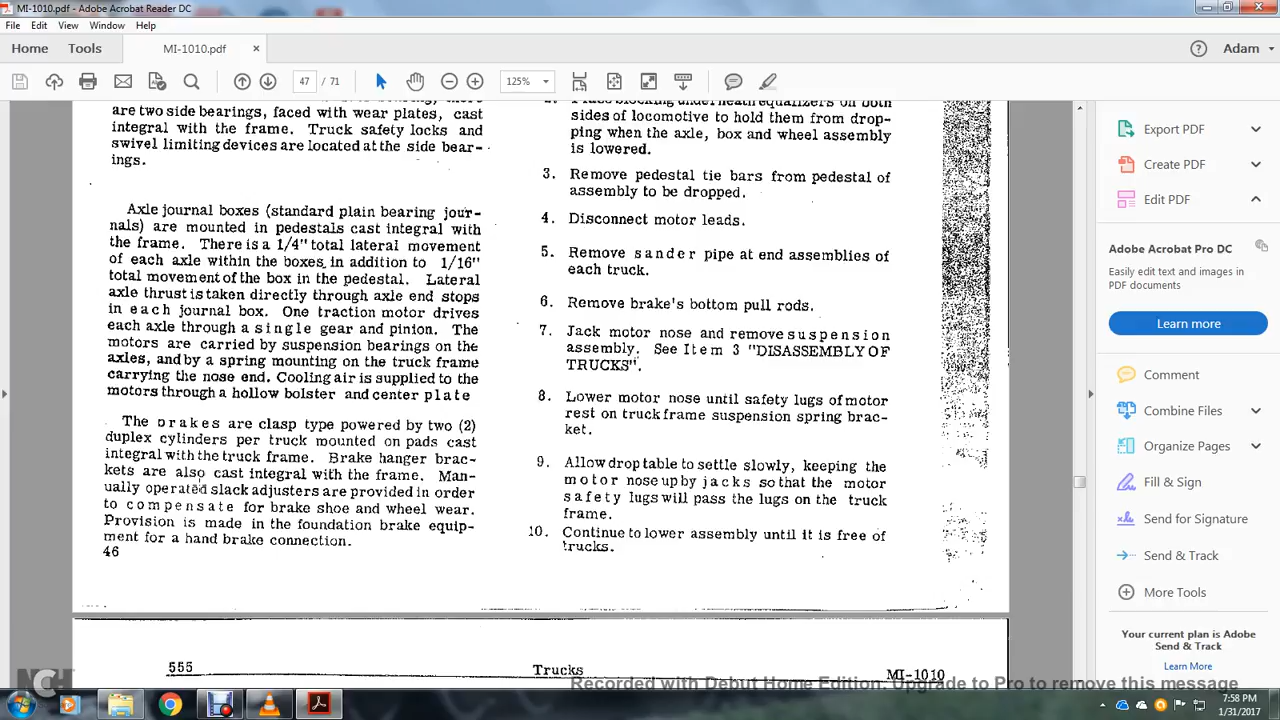 MI-1010.pdf - Adobe Acrobat Reader DC
File Edit View Window Help
Home Tools MI-1010.pdf × Adam
47 / 71 125%
are two side bearings, faced with wear plates, cast
integral with the frame. Truck safety locks and
swivel limiting devices are located at the side bear-
ings.
Axle journal boxes (standard plain bearing jour-
nals) are mounted in pedestals cast integral with
the frame. There is a 1/4" total lateral movement
of each axle within the boxes in addition to 1/16"
total movement of the box in the pedestal. Lateral
axle thrust is taken directly through axle end stops
in each journal box. One traction motor drives
each axle through a single gear and pinion. The
motors are carried by suspension bearings on the
axles, and by a spring mounting on the truck frame
carrying the nose end. Cooling air is supplied to the
motors through a hollow bolster and center plate
The brakes are clasp type powered by two (2)
duplex cylinders per truck mounted on pads cast
integral with the truck frame. Brake hanger brac-
kets are also cast integral with the frame. Man-
ually operated slack adjusters are provided in order
to compensate for brake shoe and wheel wear.
Provision is made in the foundation brake equip-
ment for a hand brake connection.
46
underneath equalizers on both
sides of locomotive to hold them from drop-
ping when the axle, box and wheel assembly
is lowered.
3. Remove pedestal tie bars from pedestal of
assembly to be dropped.
4. Disconnect motor leads.
5. Remove sander pipe at end assemblies of
each truck.
6. Remove brake's bottom pull rods.
7. Jack motor nose and remove suspension
assembly. See Item 3 "DISASSEMBLY OF
TRUCKS".
8. Lower motor nose until safety lugs of motor
rest on truck frame suspension spring brac-
ket.
9. Allow drop table to settle slowly, keeping the
motor nose up by jacks so that the motor
safety lugs will pass the lugs on the truck
frame.
10. Continue to lower assembly until it is free of
trucks.
555 Trucks MI-1010
Export PDF
Create PDF
Edit PDF
Adobe Acrobat Pro DC
Easily edit text and images in
PDF documents
Learn more
Comment
Combine Files
Organize Pages
Fill & Sign
Send for Signature
Send & Track
More Tools
Your current plan is Adobe
Send & Track
Learn More
NCH
Recorded with Debut Home Edition. Upgrade to Pro to remove this message
7:58 PM
1/31/2017